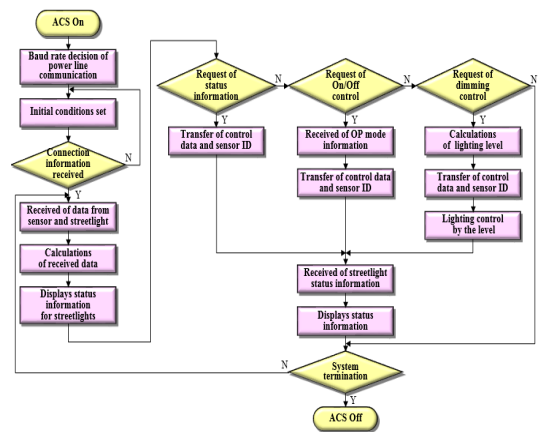 ACS On
Baud rate decision of
power line
communication
Initial conditions set
Connection
information
received
N
Y
Received of data from
sensor and streetlight
Calculations
of received data
Displays status
information
for streetlights
Request of
status
information
N
Y
Transfer of control
data and sensor ID
Request of
On/Off
control
N
Y
Received of OP mode
information
Transfer of control data
and sensor ID
Request of
dimming
control
N
Y
Calculations
of lighting level
Transfer of control
data and sensor ID
Lighting control
by the level
Received of streetlight
status information
Displays status
information
System
termination
N
Y
ACS Off